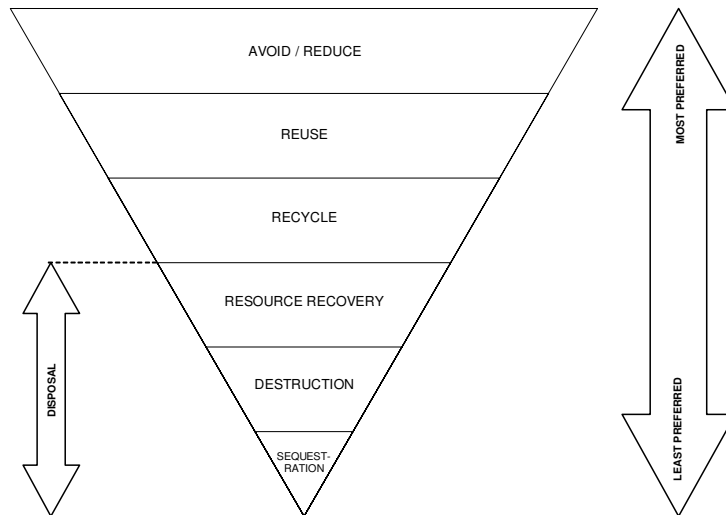 AVOID / REDUCE
REUSE
RECYCLE
RESOURCE RECOVERY
DESTRUCTION
SEQUEST-
RATION
DISPOSAL
MOST PREFERRED
LEAST PREFERRED